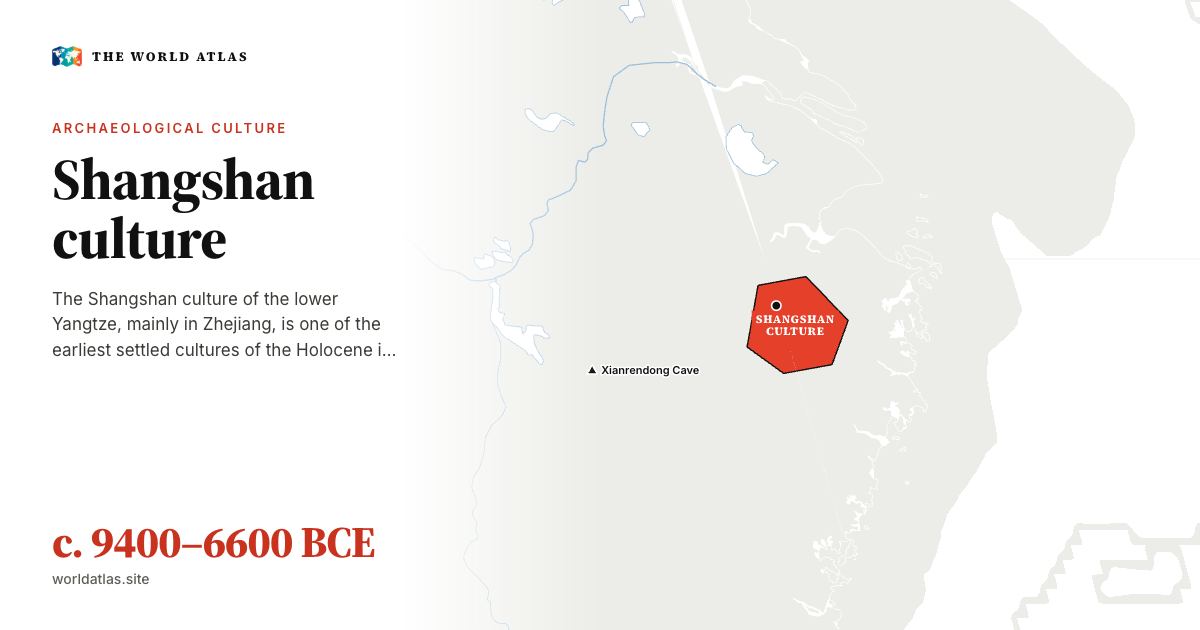 THE WORLD ATLAS
ARCHAEOLOGICAL CULTURE
Shangshan
culture
The Shangshan culture of the lower
Yangtze, mainly in Zhejiang, is one of the
earliest settled cultures of the Holocene i...
c. 9400–6600 BCE
worldatlas.site
SHANGSHAN
CULTURE
Xianrendong Cave